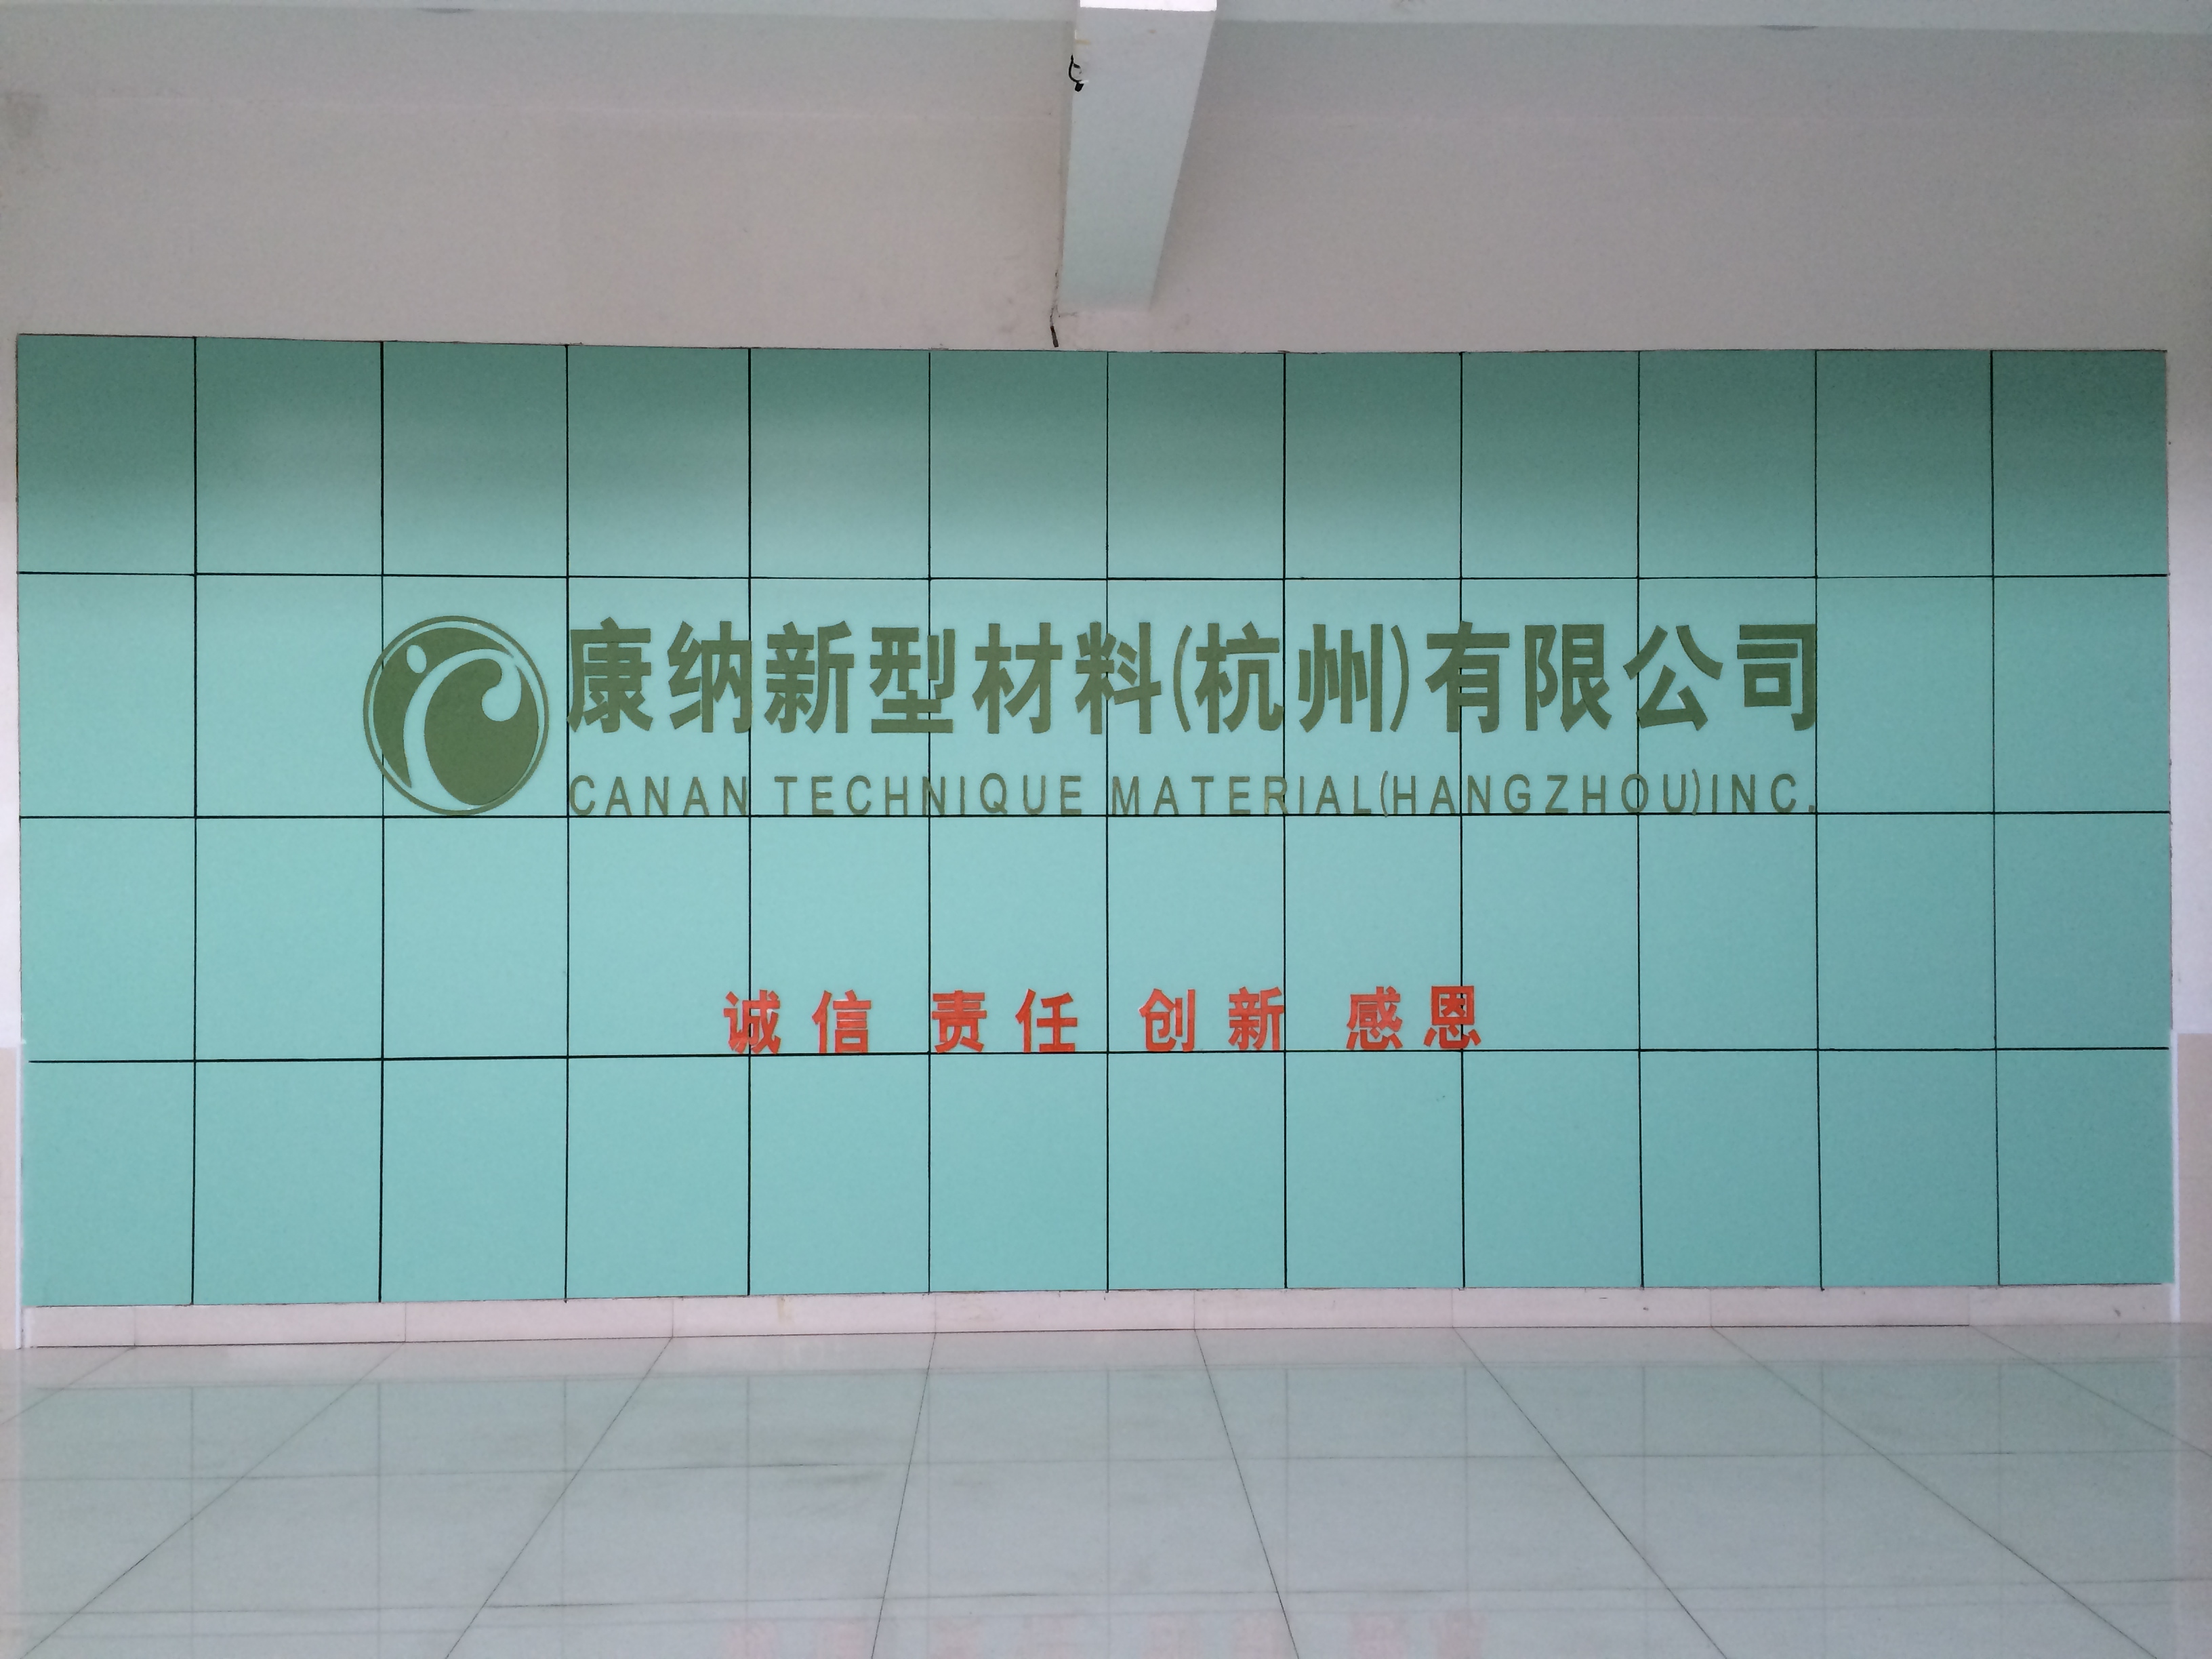 康纳新型材料(杭州)有限公司
CANAN TECHNIQUE MATERIAL(HANGZHOU)INC.
诚信 责任 创新 感恩